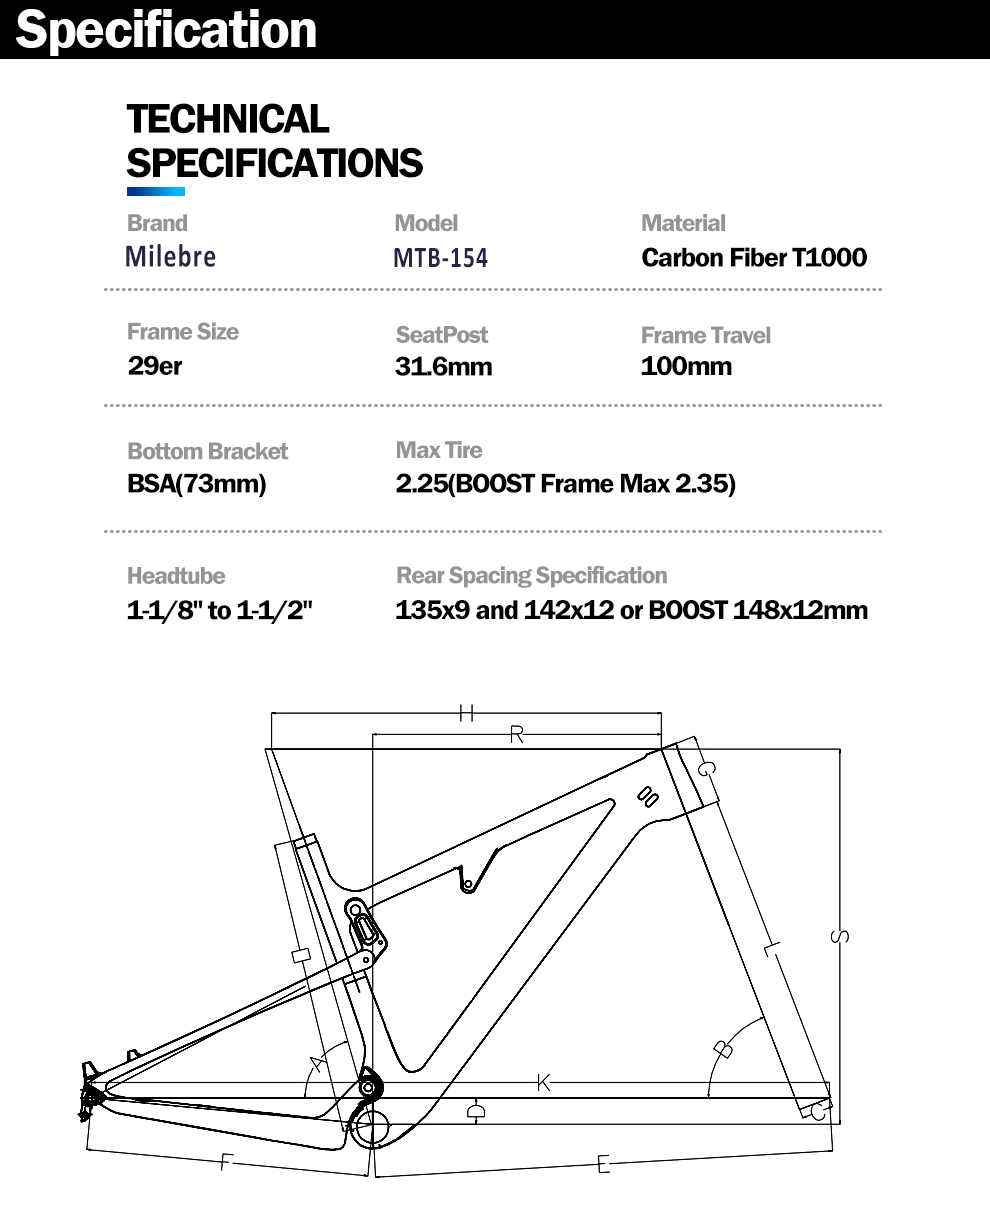 Specification
TECHNICAL
SPECIFICATIONS
Brand Model Material
Milebre MTB-154 Carbon Fiber T1000
Frame Size SeatPost Frame Travel
29er 31.6mm 100mm
Bottom Bracket Max Tire
BSA(73mm) 2.25(BOOST Frame Max 2.35)
Headtube Rear Spacing Specification
1-1/8" to 1-1/2" 135x9 and 142x12 or BOOST 148x12mm
H
R
G
S
L
D
B
A
K
D
C
F
E